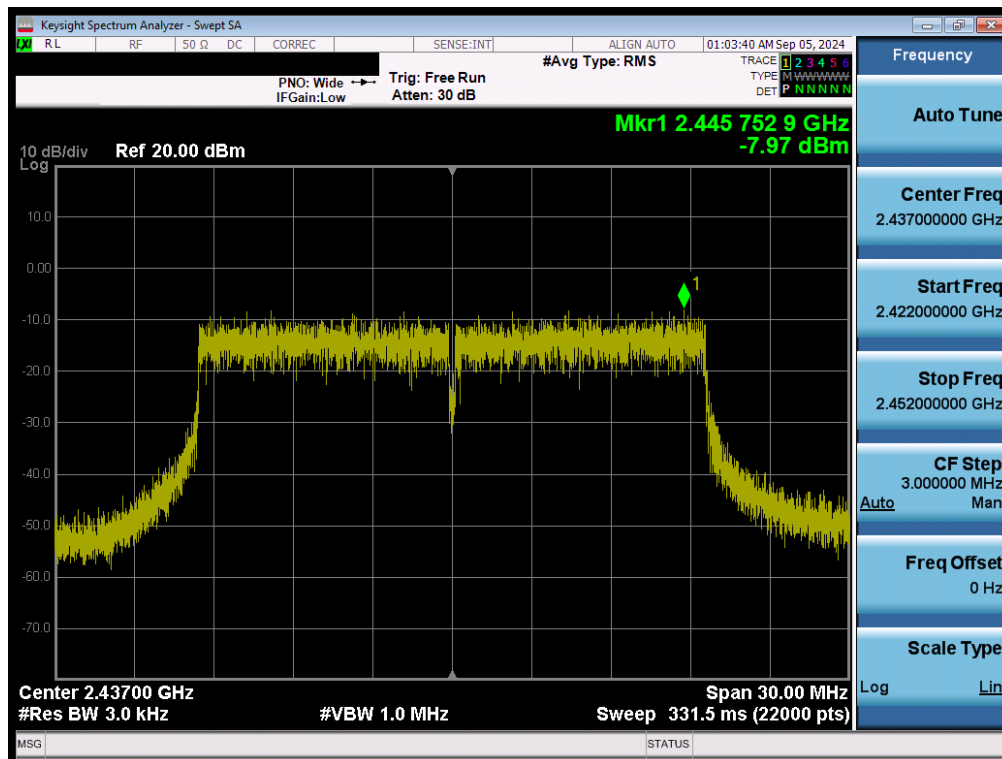 Keysight Spectrum Analyzer - Swept SA
LXI RL RF 50 Ω DC CORREC SENSE:INT ALIGN AUTO 01:03:40 AM Sep 05, 2024
PNO: Wide
IFGain:Low
Trig: Free Run
Atten: 30 dB
#Avg Type: RMS
TRACE 1 2 3 4 5 6
TYPE M WWWWW
DET P N N N N N
Mkr1 2.445 752 9 GHz
-7.97 dBm
10 dB/div
Log
Ref 20.00 dBm
10.0
0.00
-10.0
-20.0
-30.0
-40.0
-50.0
-60.0
-70.0
1
Center 2.43700 GHz
Span 30.00 MHz
#Res BW 3.0 kHz
#VBW 1.0 MHz
Sweep 331.5 ms (22000 pts)
MSG
STATUS
Frequency
Auto Tune
Center Freq
2.437000000 GHz
Start Freq
2.422000000 GHz
Stop Freq
2.452000000 GHz
CF Step
3.000000 MHz
Auto Man
Freq Offset
0 Hz
Scale Type
Log Lin